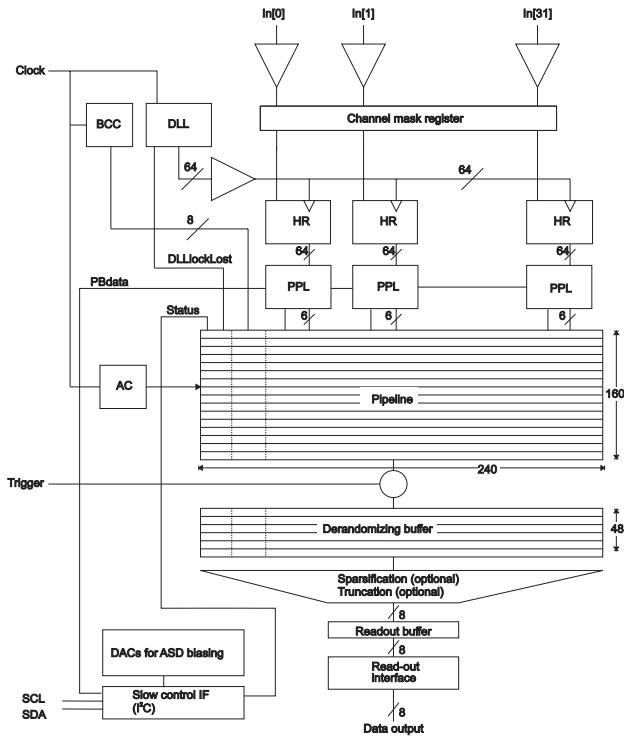 In[0]
In[1]
In[31]
Clock
BCC
DLL
Channel mask register
64
64
8
HR
HR
HR
DLLlockLost
64
64
64
PBdata
PPL
PPL
PPL
Status
6
6
6
AC
Pipeline
160
240
Trigger
Derandomizing buffer
48
Sparsification (optional)
Truncation (optional)
8
Readout buffer
8
DACs for ASD biasing
Read-out
Interface
SCL
SDA
Slow control IF
(I²C)
8
Data output